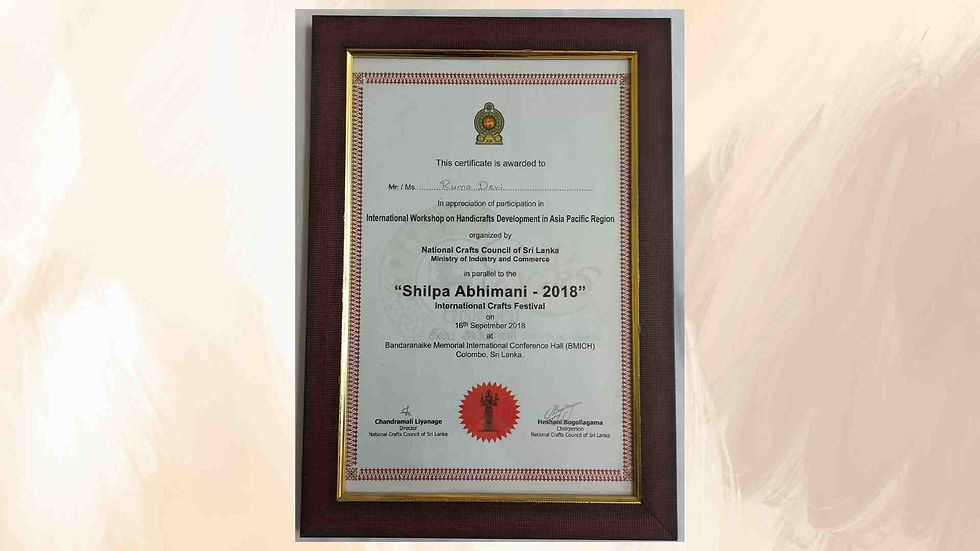 This certificate is awarded to
Mr. / Ms. ....... Ruma Devi ...............................
In appreciation of participation in
International Workshop on Handicrafts Development in Asia Pacific Region
organized by
National Crafts Council of Sri Lanka
Ministry of Industry and Commerce
in parallel to the
“Shilpa Abhimani - 2018”
International Crafts Festival
on
16th Sepetmber 2018
at
Bandaranaike Memorial International Conference Hall (BMICH)
Colombo, Sri Lanka.
Chandramali Liyanage
Director
National Crafts Council of Sri Lanka
Heshani Bogollagama
Chairperson
National Crafts Council of Sri Lanka